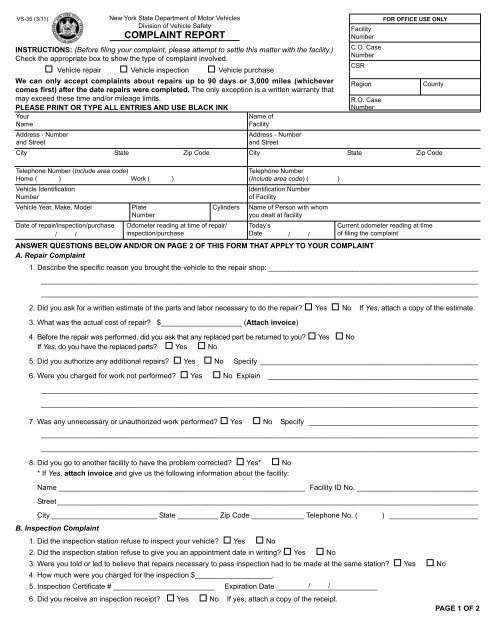 VS-35 (3/11)
New York State Department of Motor Vehicles
Division of Vehicle Safety
COMPLAINT REPORT
FOR OFFICE USE ONLY
Facility
Number
C.O. Case
Number
CSR
Region County
R.O. Case
Number
INSTRUCTIONS: (Before filing your complaint, please attempt to settle this matter with the facility.)
Check the appropriate box to show the type of complaint involved.
Vehicle repair Vehicle inspection Vehicle purchase
We can only accept complaints about repairs up to 90 days or 3,000 miles (whichever
comes first) after the date repairs were completed. The only exception is a written warranty that
may exceed these time and/or mileage limits.
PLEASE PRINT OR TYPE ALL ENTRIES AND USE BLACK INK
Your
Name
Name of
Facility
Address - Number
and Street
Address - Number
and Street
City State Zip Code City State Zip Code
Telephone Number (Include area code)
Home ( ) Work ( )
Telephone Number
(Include area code) ( )
Vehicle Identification
Number
Identification Number
of Facility
Vehicle Year, Make, Model
Plate
Number
Cylinders
Name of Person with whom
you dealt at facility
Date of repair/inspection/purchase
/ /
Odometer reading at time of repair/
inspection/purchase
Today's
Date / /
Current odometer reading at time
of filing the complaint
ANSWER QUESTIONS BELOW AND/OR ON PAGE 2 OF THIS FORM THAT APPLY TO YOUR COMPLAINT
A. Repair Complaint
1. Describe the specific reason you brought the vehicle to the repair shop:
2. Did you ask for a written estimate of the parts and labor necessary to do the repair? Yes No If Yes, attach a copy of the estimate.
3. What was the actual cost of repair? $____________________ (Attach invoice)
4. Before the repair was performed, did you ask that any replaced part be returned to you? Yes No
If Yes, do you have the replaced parts? Yes No
5. Did you authorize any additional repairs? Yes No Specify
6. Were you charged for work not performed? Yes No Explain
7. Was any unnecessary or unauthorized work performed? Yes No Specify
8. Did you go to another facility to have the problem corrected? Yes* No
* If Yes, attach invoice and give us the following information about the facility:
Name Facility ID No.
Street
City State Zip Code Telephone No. ( )
B. Inspection Complaint
1. Did the inspection station refuse to inspect your vehicle? Yes No
2. Did the inspection station refuse to give you an appointment date in writing? Yes No
3. Were you told or led to believe that repairs necessary to pass inspection had to be made at the same station? Yes No
4. How much were you charged for the inspection $____________________.
5. Inspection Certificate # Expiration Date / /
6. Did you receive an inspection receipt? Yes No If yes, attach a copy of the receipt.
PAGE 1 OF 2